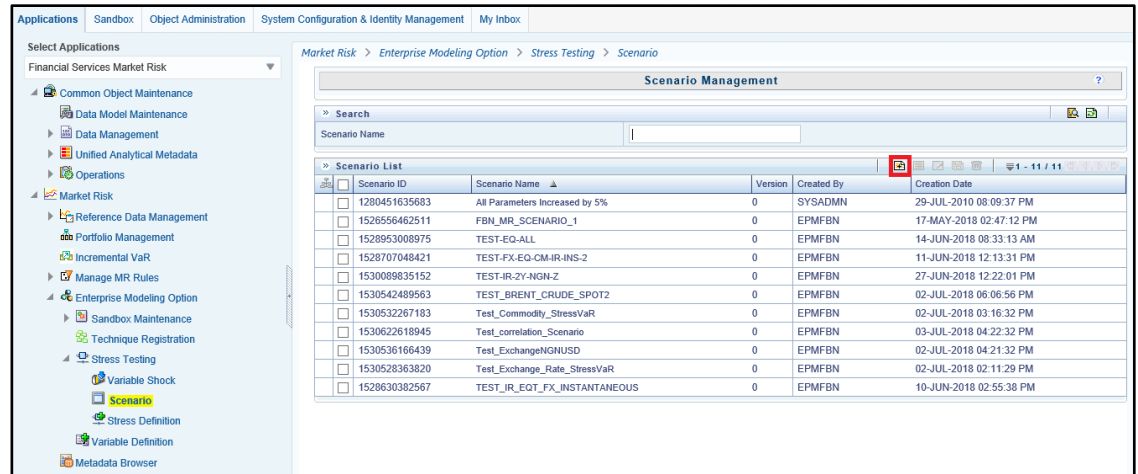 Applications Sandbox Object Administration System Configuration & Identity Management My Inbox
Select Applications
Financial Services Market Risk
Common Object Maintenance
Data Model Maintenance
Data Management
Unified Analytical Metadata
Operations
Market Risk
Reference Data Management
Portfolio Management
Incremental VaR
Manage MR Rules
Enterprise Modeling Option
Sandbox Maintenance
Technique Registration
Stress Testing
Variable Shock
Scenario
Stress Definition
Variable Definition
Metadata Browser
Market Risk > Enterprise Modeling Option > Stress Testing > Scenario
Scenario Management ?
» Search
Scenario Name
» Scenario List 1 - 11 / 11
Scenario ID Scenario Name Version Created By Creation Date
1280451635683 All Parameters Increased by 5% 0 SYSADMN 29-JUL-2010 08:09:37 PM
1526556462511 FBN_MR_SCENARIO_1 0 EPMFBN 17-MAY-2018 02:47:12 PM
1528953008975 TEST-EQ-ALL 0 EPMFBN 14-JUN-2018 08:33:13 AM
1528707048421 TEST-FX-EQ-CM-IR-INS-2 0 EPMFBN 11-JUN-2018 12:13:31 PM
1530089835152 TEST-IR-2Y-NGN-Z 0 EPMFBN 27-JUN-2018 12:22:01 PM
1530542489563 TEST_BRENT_CRUDE_SPOT2 0 EPMFBN 02-JUL-2018 06:06:56 PM
1530532267183 Test_Commodity_StressVaR 0 EPMFBN 02-JUL-2018 03:16:32 PM
1530622618945 Test_correlation_Scenario 0 EPMFBN 03-JUL-2018 04:22:32 PM
1530536166439 Test_ExchangeNGNUSD 0 EPMFBN 02-JUL-2018 04:21:32 PM
1530528363820 Test_Exchange_Rate_StressVaR 0 EPMFBN 02-JUL-2018 02:11:29 PM
1528630382567 TEST_IR_EQT_FX_INSTANTANEOUS 0 EPMFBN 10-JUN-2018 02:55:38 PM